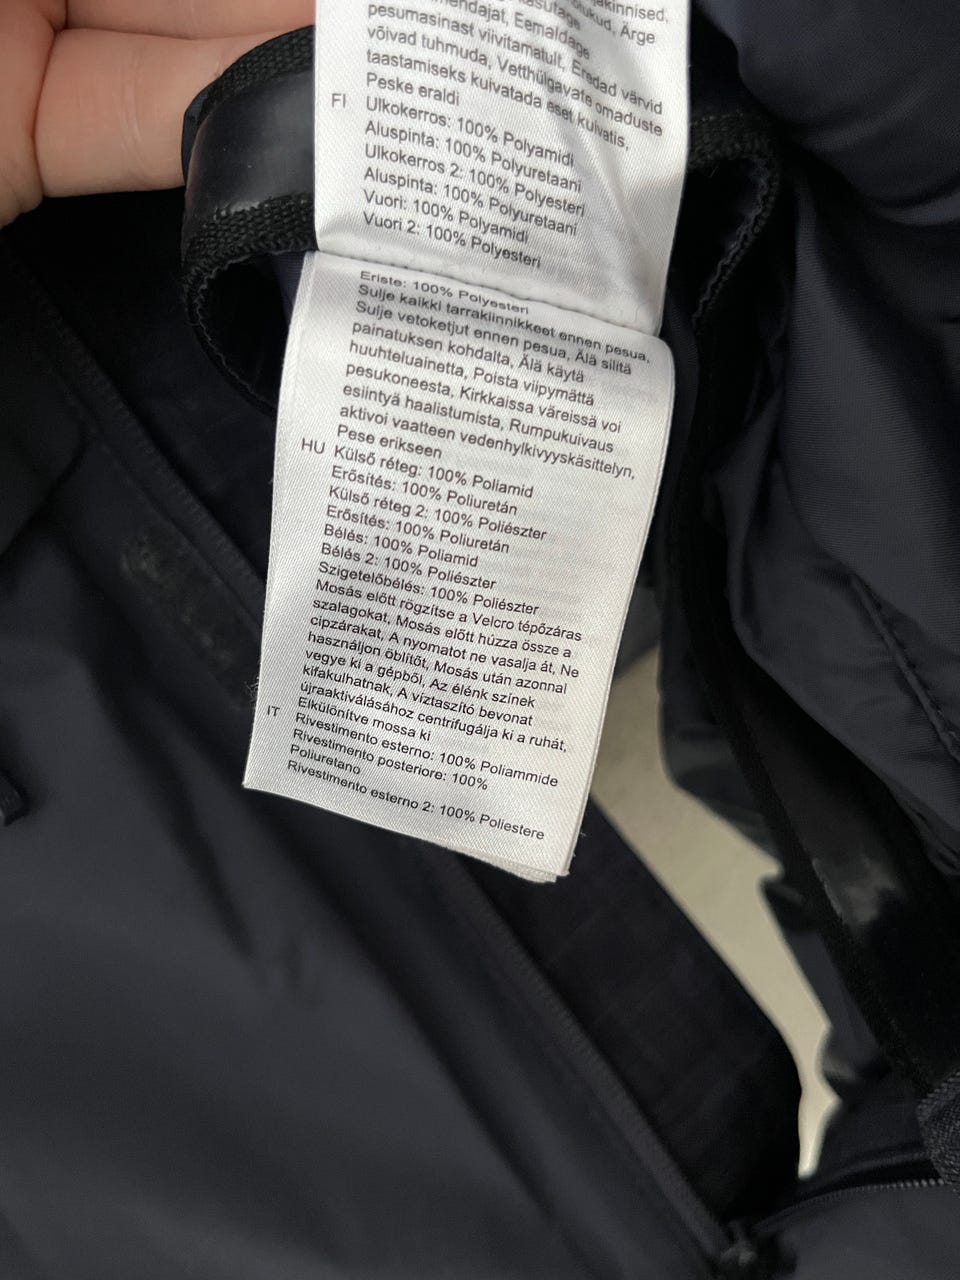 jakinnised,
kasutage
mendajat, Eemaldage
pesumasinast viivitamatult, Eredad värvid
võivad tuhmuda, Vetthülgavate omaduste
taastamiseks kuivatada eset kuivatis,
Peske eraldi
FI Ulkokerros: 100% Polyamidi
Aluspinta: 100% Polyuretaani
Ulkokerros 2: 100% Polyesteri
Aluspinta: 100% Polyuretaani
Vuori: 100% Polyamidi
Vuori 2: 100% Polyesteri
Eriste: 100% Polyesteri
Sulje kaikki tarrakiinnikkeet ennen pesua,
Sulje vetoketjut ennen pesua, Älä silitä
painatuksen kohdalta, Älä käytä
huuhteluainetta, Poista viipymättä
pesukoneesta, Kirkkaissa väreissä voi
esiintyä haalistumista, Rumpukuivaus
aktivoi vaatteen vedenhylkivyyskäsittelyn,
Pese erikseen
HU Külső réteg: 100% Poliamid
Erősítés: 100% Poliuretán
Külső réteg 2: 100% Poliészter
Erősítés: 100% Poliuretán
Bélés: 100% Poliamid
Bélés 2: 100% Poliészter
Szigetelőbélés: 100% Poliészter
Mosás előtt rögzítse a Velcro tépőzáras
szalagokat, Mosás előtt húzza össze a
cipzárakat, A nyomatot ne vasalja át, Ne
használjon öblítőt, Mosás után azonnal
vegye ki a gépből, Az élénk színek
kifakulhatnak, A víztaszító bevonat
újraaktiválásához centrifugálja ki a ruhát,
Elkülönítve mossa ki
IT Rivestimento esterno: 100% Poliammide
Rivestimento posteriore: 100%
Poliuretano
Rivestimento esterno 2: 100% Poliestere